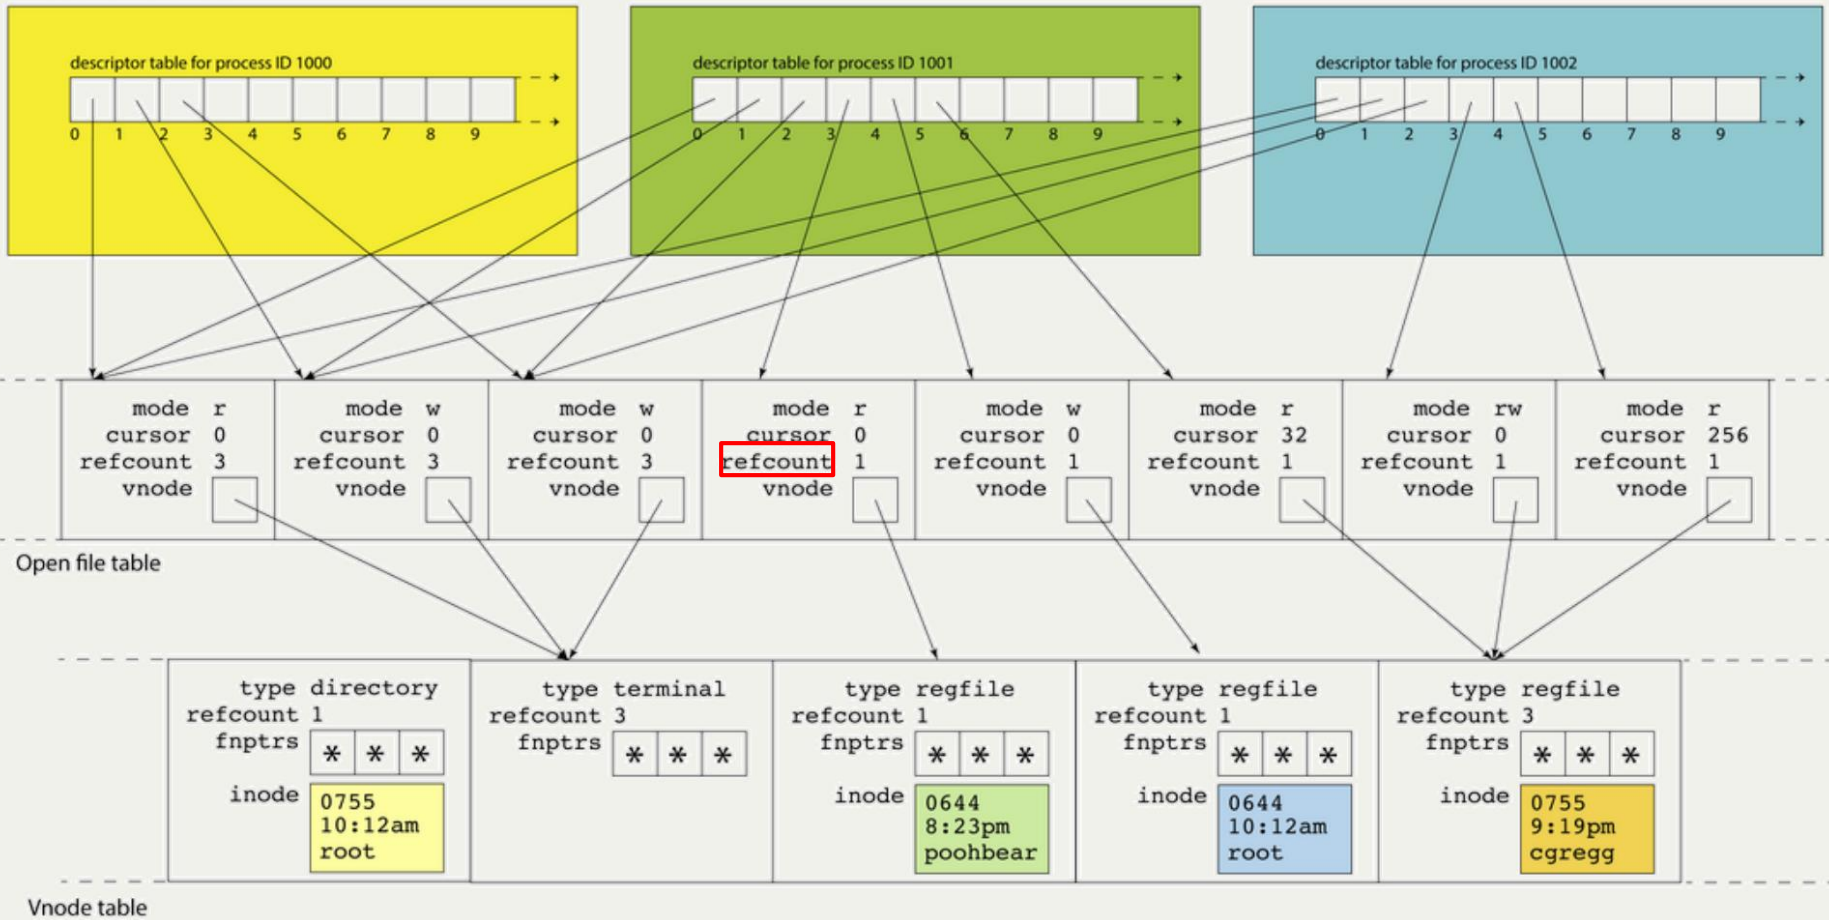 descriptor table for process ID 1000
0 1 2 3 4 5 6 7 8 9
descriptor table for process ID 1001
0 1 2 3 4 5 6 7 8 9
descriptor table for process ID 1002
0 1 2 3 4 5 6 7 8 9
mode r
cursor 0
refcount 3
vnode
mode w
cursor 0
refcount 3
vnode
mode w
cursor 0
refcount 3
vnode
mode r
cursor 0
refcount 1
vnode
mode w
cursor 0
refcount 1
vnode
mode r
cursor 32
refcount 1
vnode
mode rw
cursor 0
refcount 1
vnode
mode r
cursor 256
refcount 1
vnode
Open file table
type directory
refcount 1
fnptrs * * *
inode
0755
10:12am
root
type terminal
refcount 3
fnptrs * * *
type regfile
refcount 1
fnptrs * * *
inode
0644
8:23pm
poohbear
type regfile
refcount 1
fnptrs * * *
inode
0644
10:12am
root
type regfile
refcount 3
fnptrs * * *
inode
0755
9:19pm
cgregg
Vnode table